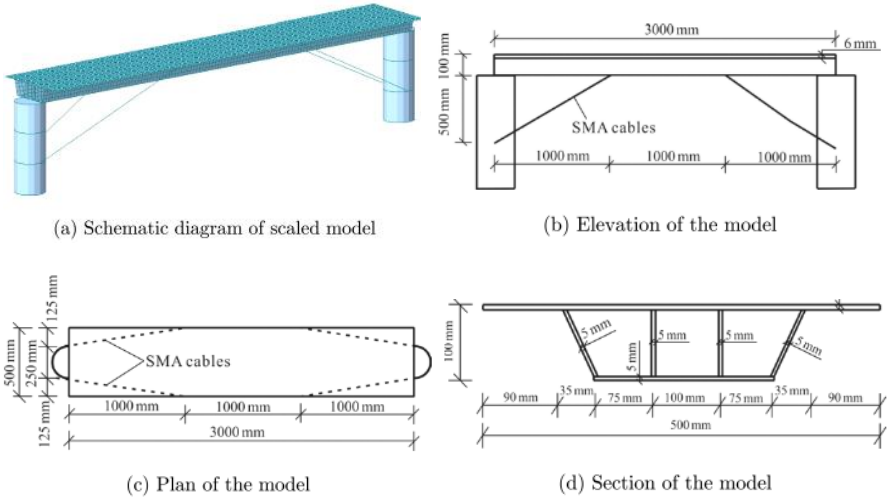 3000 mm
6 mm
100 mm
500 mm
SMA cables
1000 mm
1000 mm
1000 mm
(a) Schematic diagram of scaled model
(b) Elevation of the model
125 mm
500 mm
250 mm
125 mm
SMA cables
1000 mm
1000 mm
1000 mm
3000 mm
(c) Plan of the model
100 mm
5 mm
5 mm
5 mm
5 mm
5 mm
90 mm
35 mm
75 mm
100 mm
75 mm
35 mm
90 mm
500 mm
(d) Section of the model